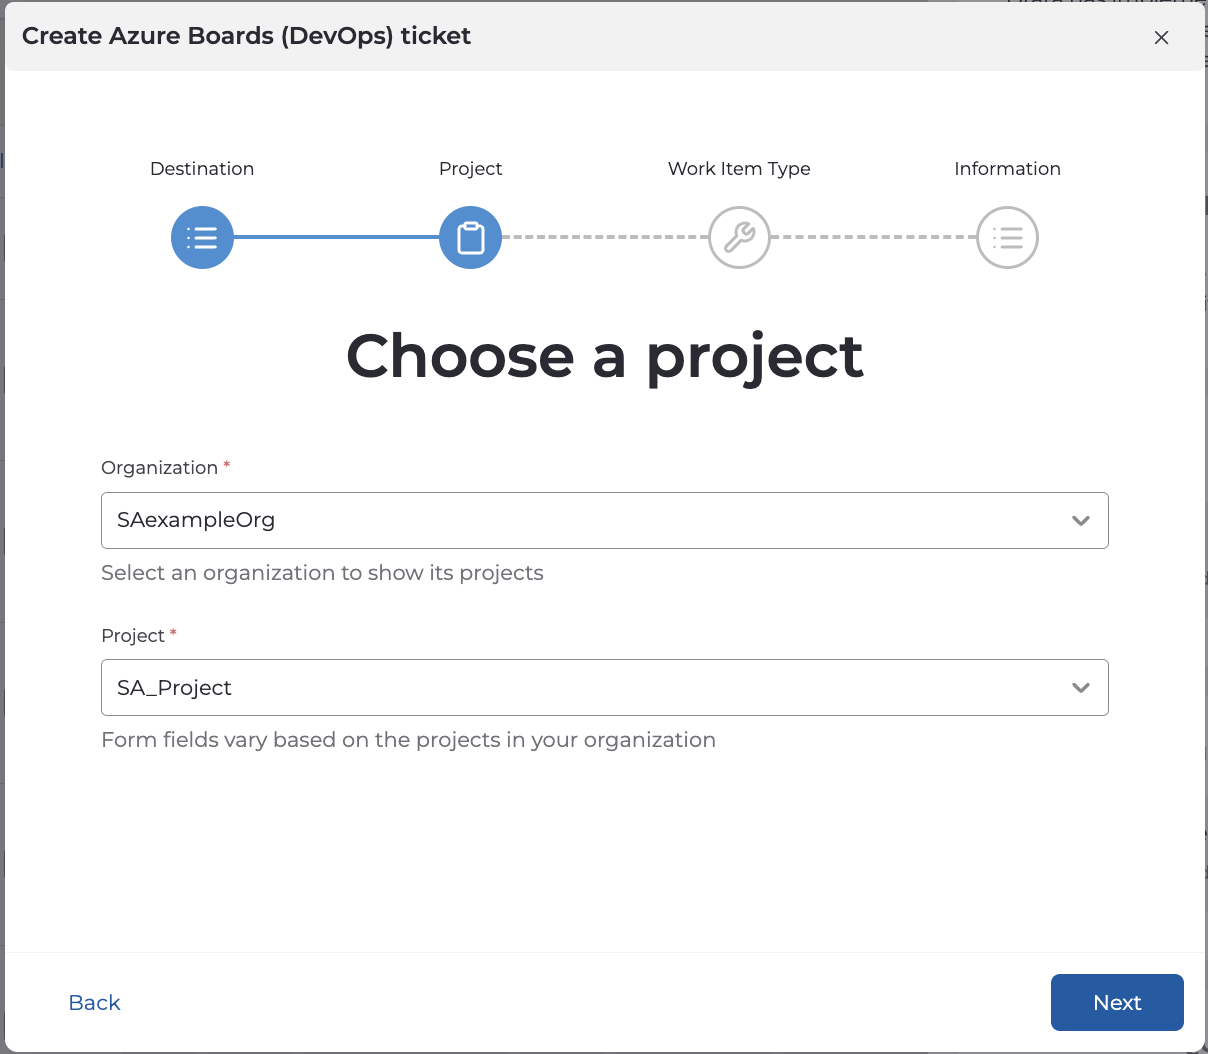 Create Azure Boards (DevOps) ticket
Destination
Project
Work Item Type
Information
Choose a project
Organization *
SAexampleOrg
Select an organization to show its projects
Project *
SA_Project
Form fields vary based on the projects in your organization
Back
Next